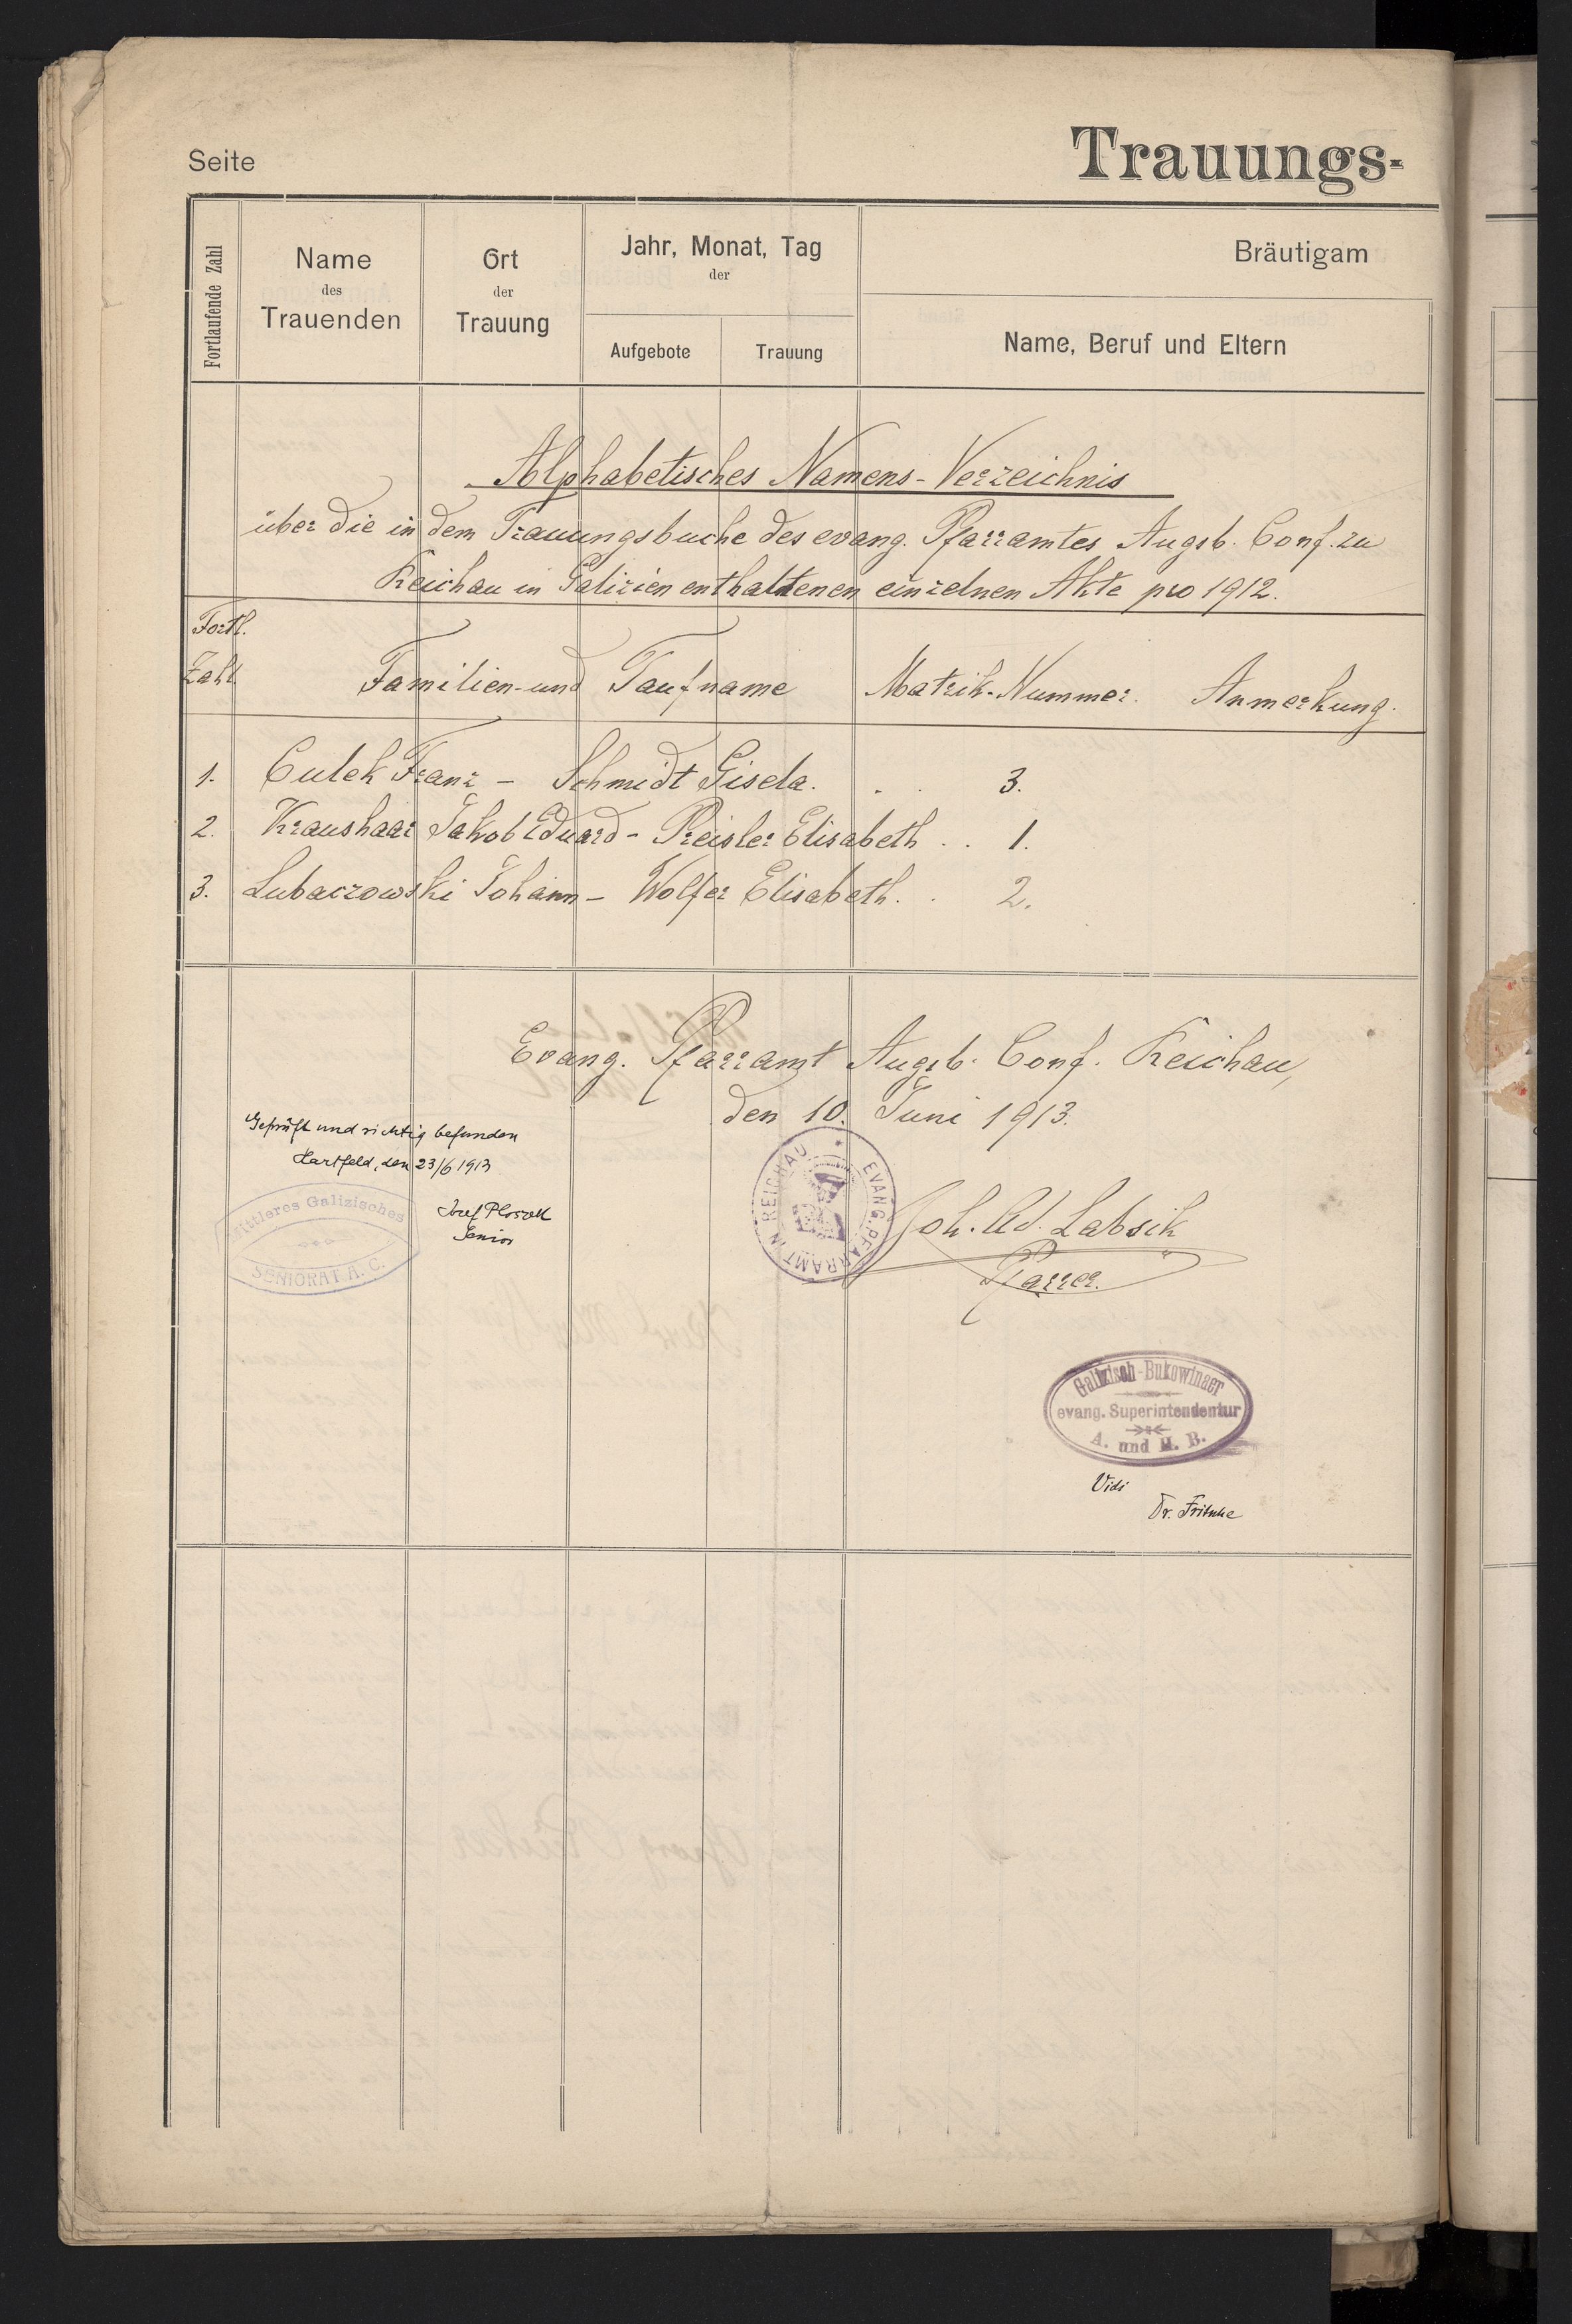 Seite
Trauungs-
Fortlaufende Zahl
Name
des
Trauenden
Ort
der
Trauung
Jahr, Monat, Tag
der
Aufgebote
Trauung
Bräutigam
Name, Beruf und Eltern
Alphabetisches Namens-Verzeichnis
über die in dem Trauungsbuche des evang. Pfarramtes Augsb. Conf. zu
Reichau in Galizien enthaltenen einzelnen Akte pro 1912.
Fortl.
Zahl
Familien- und Taufname Matrik-Nummer. Anmerkung.
1. Culek Franz - Schmidt Gisela. . . 3.
2. Kraushaar Jakob Eduard - Preisler Elisabeth . . 1.
3. Lubaczowski Johann - Wolfer Elisabeth. . 2.
Evang. Pfarramt Augsb. Conf. Reichau,
den 10. Juni 1913.
Geprüft und richtig befunden
Hartfeld, den 23/6 1913
Josef Ploszek
Senior
Mittleres Galizisches
SENIORAT A. C.
EVANG. PFARRAMT IN REICHAU
Joh. Ad. Labsik
Pfarrer.
Galizisch-Bukowinaer
evang. Superintendentur
A. und H. B.
Vidi
Dr. Fritsche